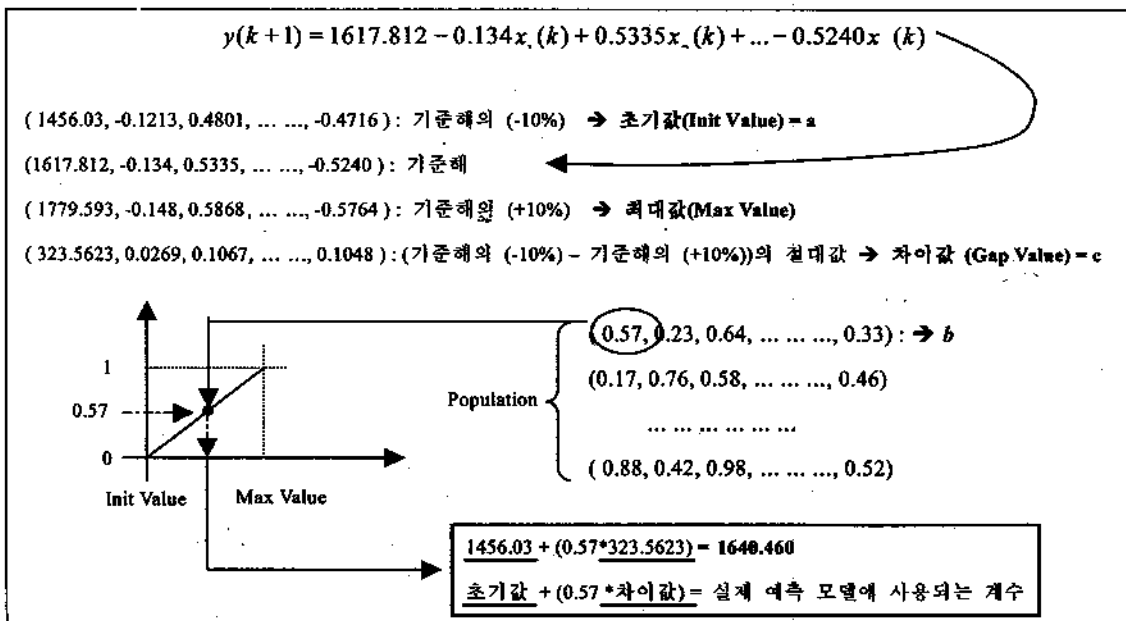 y(k+1) = 1617.812 − 0.134x (k) + 0.5335x (k) + ... − 0.5240x (k)
( 1456.03, -0.1213, 0.4801, ... ..., -0.4716 ) : 기준해의 (-10%) ➔ 초기값(Init Value) = a
(1617.812, -0.134, 0.5335, ... ..., -0.5240 ) : 기준해
( 1779.593, -0.148, 0.5868, ... ..., -0.5764 ) : 기준해의 (+10%) ➔ 최대값(Max Value)
( 323.5623, 0.0269, 0.1067, ... ..., 0.1048 ) : (기준해의 (-10%) – 기준해의 (+10%))의 절대값 ➔ 차이값 (Gap Value) = c
1
0.57
0
Init Value Max Value
Population
( 0.57, 0.23, 0.64, ... ... ..., 0.33) : ➔ b
(0.17, 0.76, 0.58, ... ... ..., 0.46)
... ... ... ... ... ...
( 0.88, 0.42, 0.98, ... ... ..., 0.52)
1456.03 + (0.57*323.5623) = 1640.460
초기값 + (0.57 *차이값) = 실제 예측 모델에 사용되는 계수